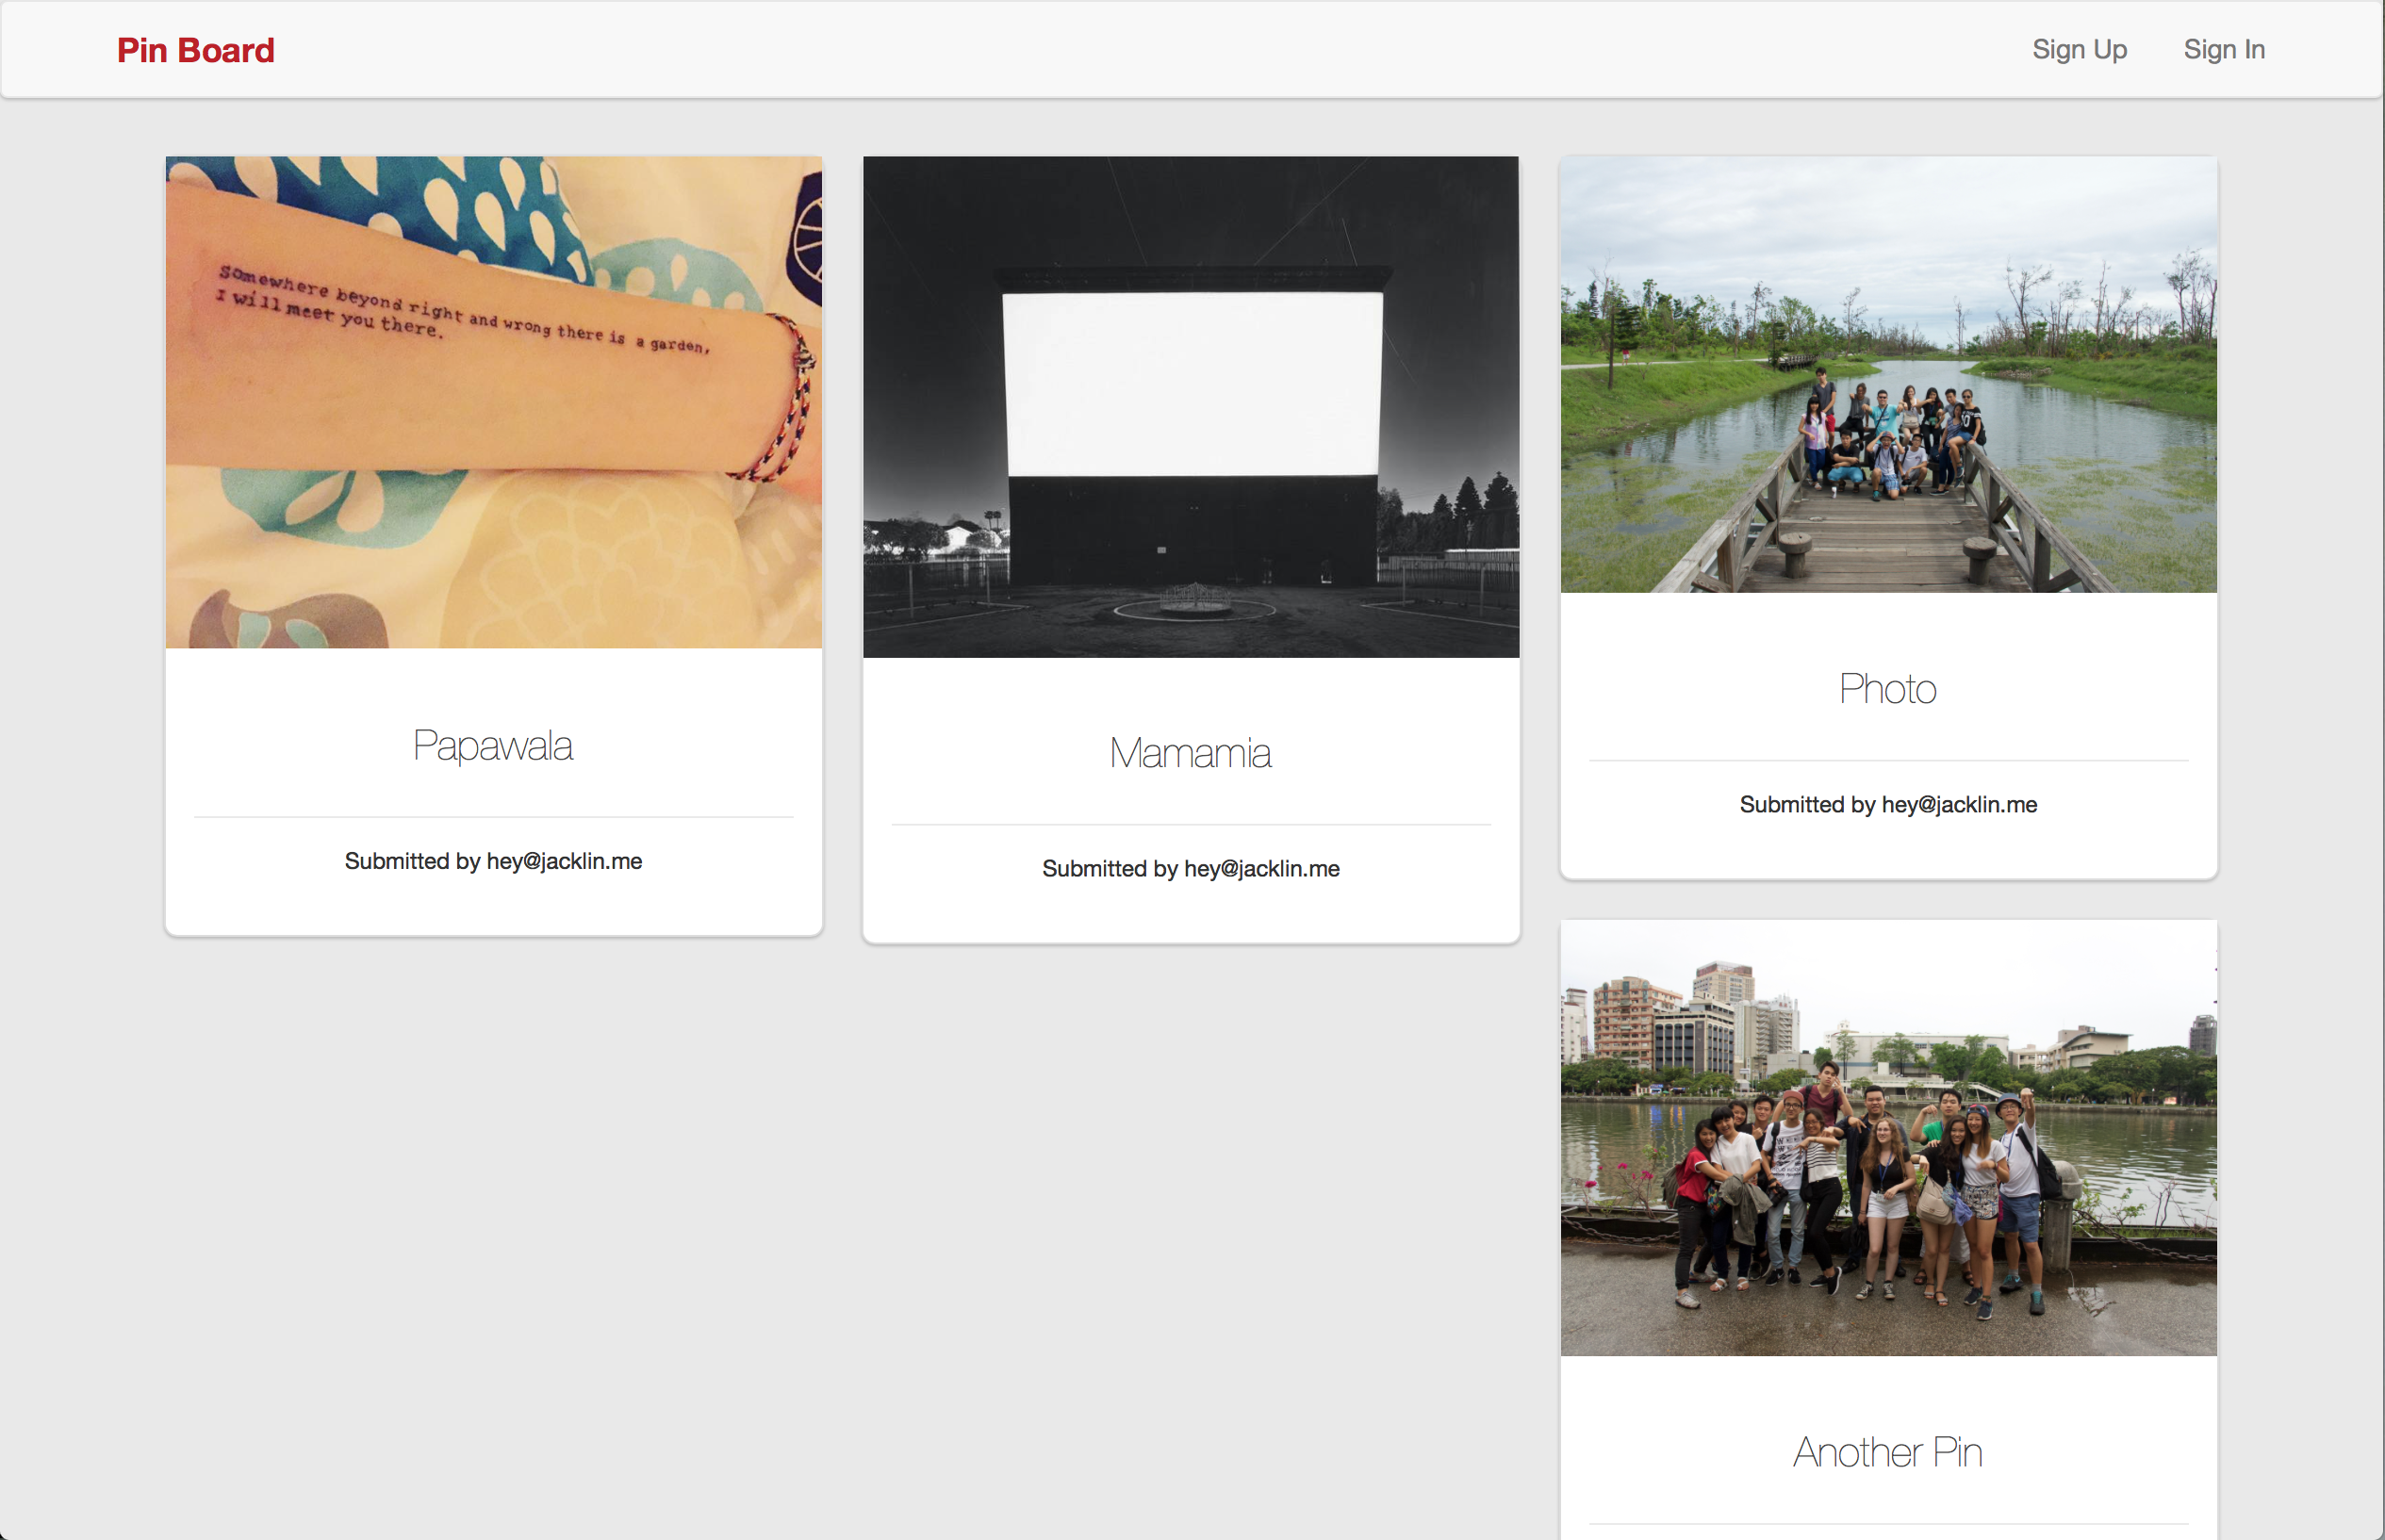 Pin Board
Sign Up
Sign In
somewhere beyond right and wrong there is a garden,
I will meet you there.
Papawala
Submitted by hey@jacklin.me
Mamamia
Submitted by hey@jacklin.me
Photo
Submitted by hey@jacklin.me
Another Pin